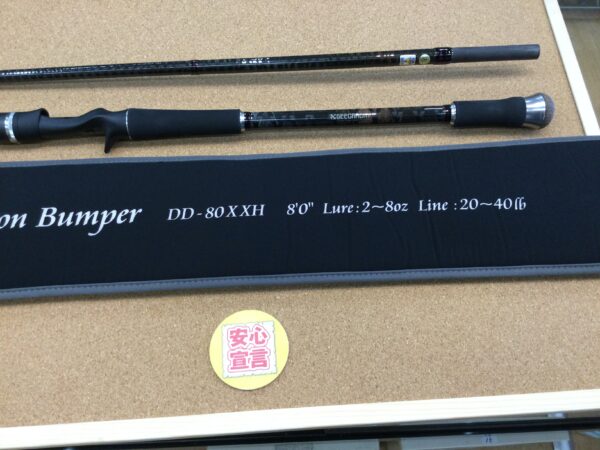 on Bumper DD-80XXH 8'0" Lure:2～8oz Line :20～40lb
安心
宣言